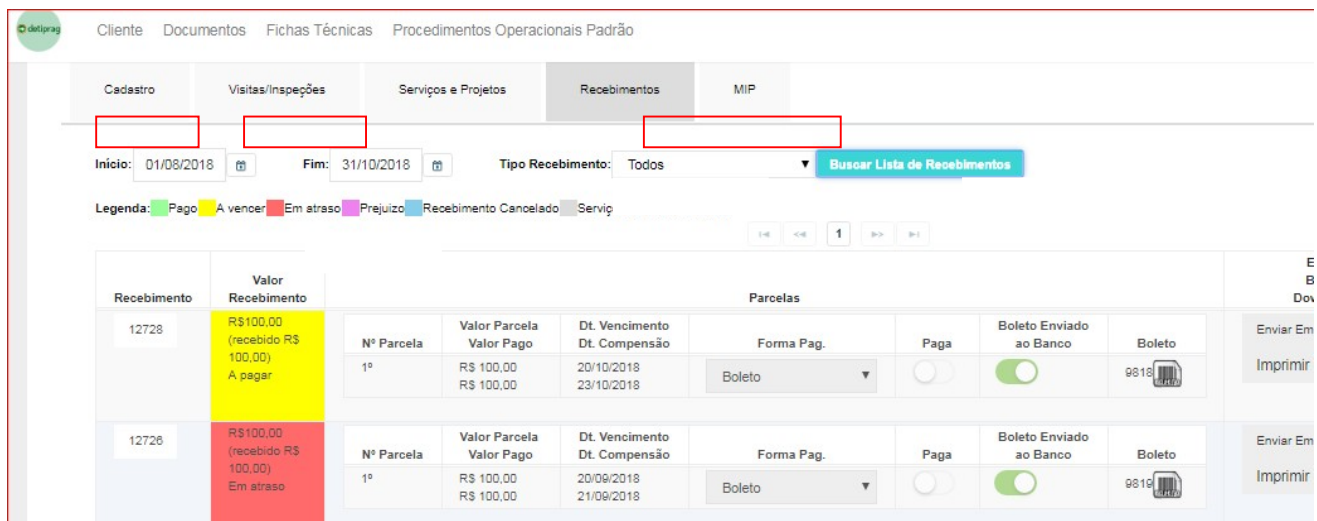 detiprag
Cliente Documentos Fichas Técnicas Procedimentos Operacionais Padrão
Cadastro Visitas/Inspeções Serviços e Projetos Recebimentos MIP
Início: 01/08/2018 Fim: 31/10/2018 Tipo Recebimento: Todos Buscar Lista de Recebimentos
Legenda: Pago A vencer Em atraso Prejuizo Recebimento Cancelado Serviç
1
Recebimento Valor Recebimento Parcelas E B Dov
12728 R$100,00 (recebido R$ 100,00) A pagar
Nº Parcela Valor Parcela Valor Pago Dt. Vencimento Dt. Compensão Forma Pag. Paga Boleto Enviado ao Banco Boleto
1º R$ 100,00 R$ 100,00 20/10/2018 23/10/2018 Boleto 9818
Enviar Em
Imprimir
12726 R$100,00 (recebido R$ 100,00) Em atraso
Nº Parcela Valor Parcela Valor Pago Dt. Vencimento Dt. Compensão Forma Pag. Paga Boleto Enviado ao Banco Boleto
1º R$ 100,00 R$ 100,00 20/09/2018 21/09/2018 Boleto 9819
Enviar Em
Imprimir